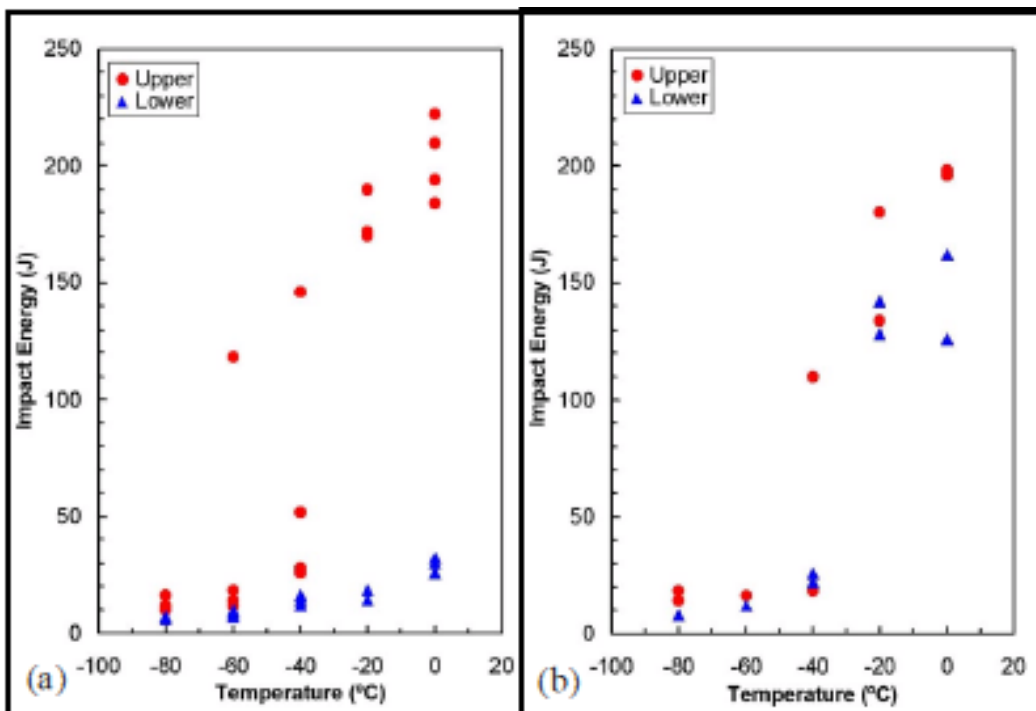 250
200
150
100
50
0
Upper
Lower
Impact Energy (J)
-100 -80 -60 -40 -20 0 20
(a) Temperature (ºC)
250
200
150
100
50
0
Upper
Lower
Impact Energy (J)
-100 -80 -60 -40 -20 0 20
(b) Temperature (ºC)